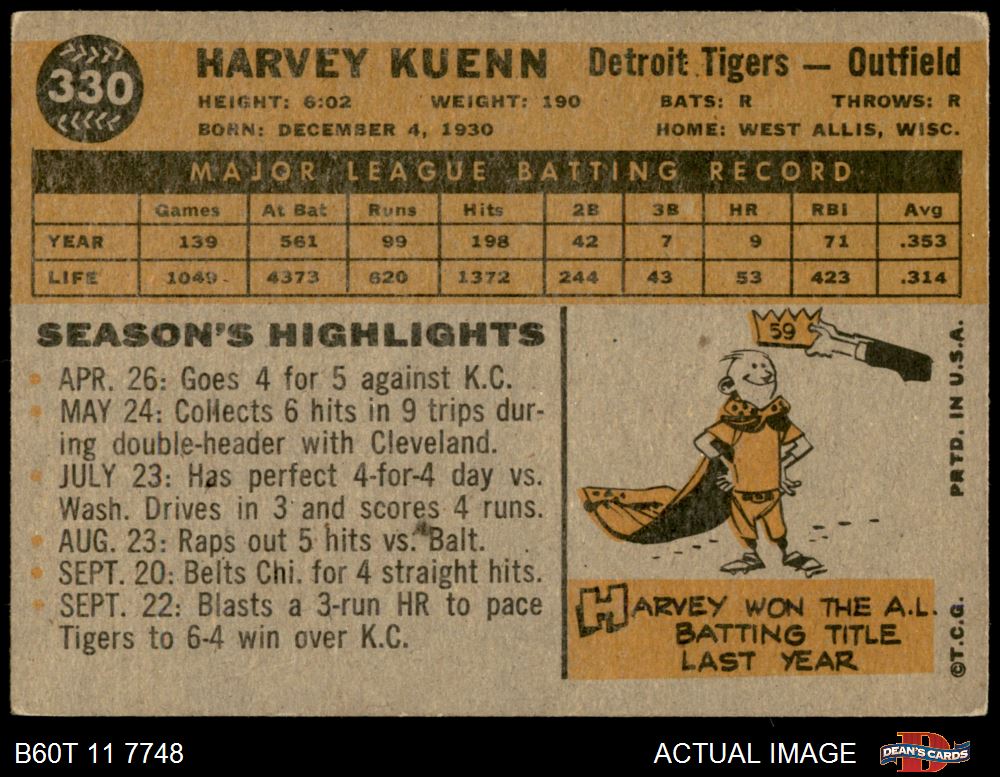 330
HARVEY KUENN
Detroit Tigers — Outfield
HEIGHT: 6:02 WEIGHT: 190 BATS: R THROWS: R
BORN: DECEMBER 4, 1930 HOME: WEST ALLIS, WISC.
MAJOR LEAGUE BATTING RECORD
Games At Bat Runs Hits 2B 3B HR RBI Avg
YEAR 139 561 99 198 42 7 9 71 .353
LIFE 1049 4373 620 1372 244 43 53 423 .314
SEASON'S HIGHLIGHTS
APR. 26: Goes 4 for 5 against K.C.
MAY 24: Collects 6 hits in 9 trips dur-
ing double-header with Cleveland.
JULY 23: Has perfect 4-for-4 day vs.
Wash. Drives in 3 and scores 4 runs.
AUG. 23: Raps out 5 hits vs. Balt.
SEPT. 20: Belts Chi. for 4 straight hits.
SEPT. 22: Blasts a 3-run HR to pace
Tigers to 6-4 win over K.C.
59
HARVEY WON THE A.L.
BATTING TITLE
LAST YEAR
©T.C.G. PRTD. IN U.S.A.
B60T 11 7748
ACTUAL IMAGE
DEAN'S CARDS